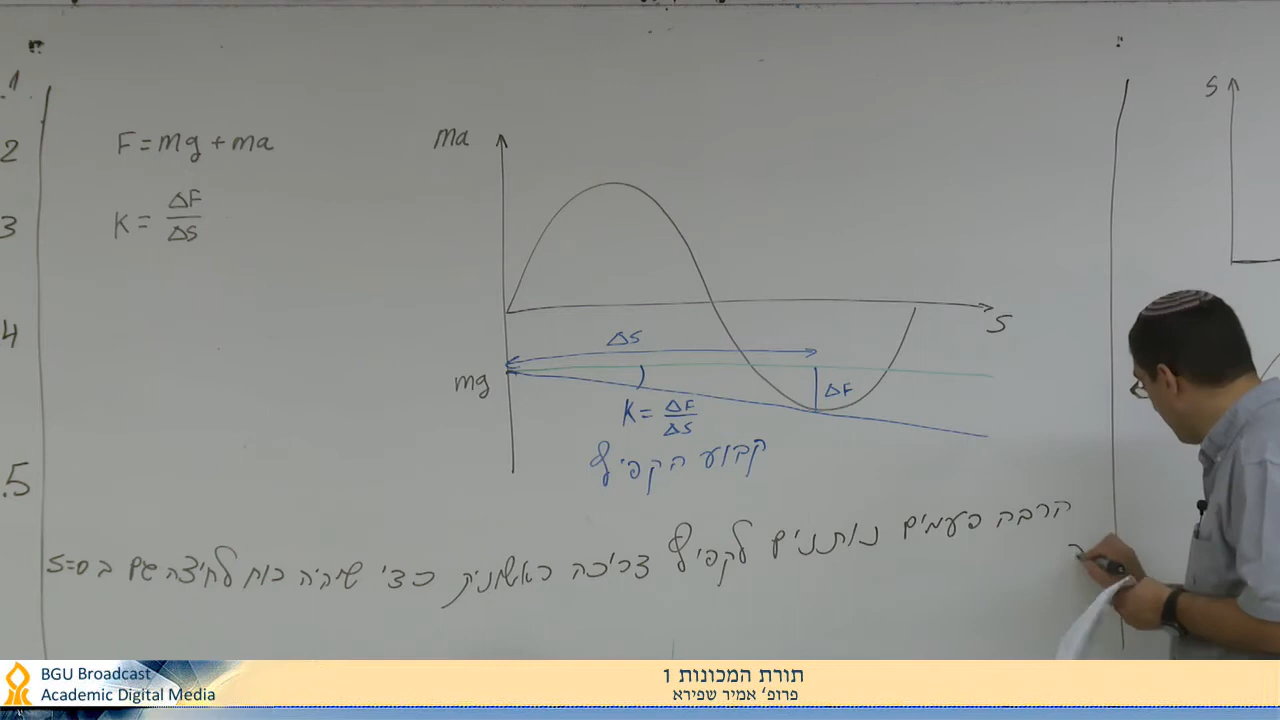 .1
2
3
4
.5
F=mg+ma
K= ΔF/ΔS
ma
S
mg
ΔS
ΔF
K= ΔF/ΔS
קבוע הקפיץ
הרבה פעמים נותנים לקפיץ דריכה ראשונית כדי שיהיה כוח לחיצה גם ב S=0
S
BGU Broadcast
Academic Digital Media
תורת המכונות 1
פרופ' אמיר שפירא